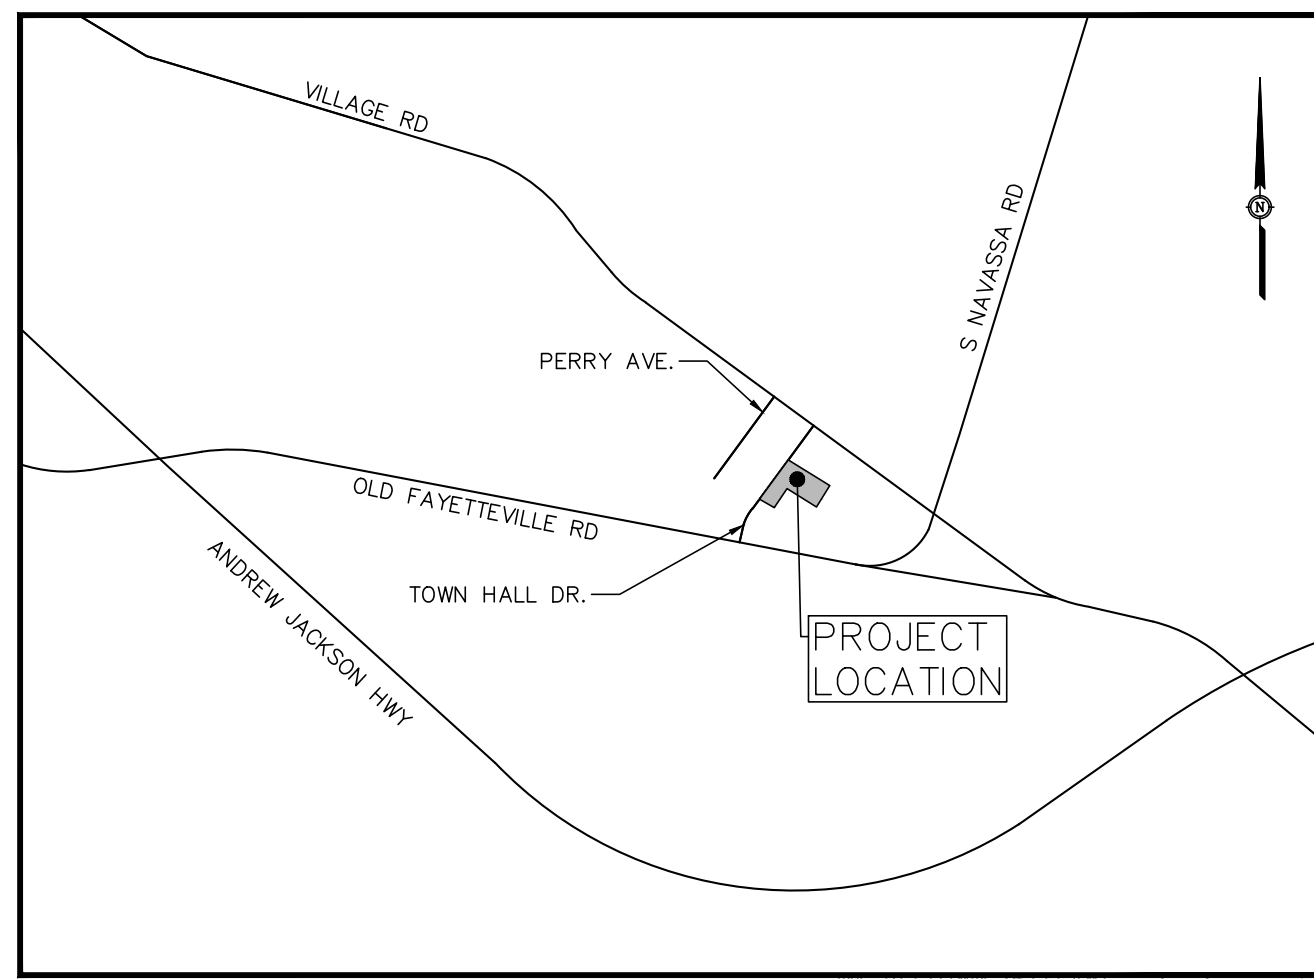 VILLAGE RD
S NAVASSA RD
N
PERRY AVE.
OLD FAYETTEVILLE RD
TOWN HALL DR.
ANDREW JACKSON HWY
PROJECT
LOCATION